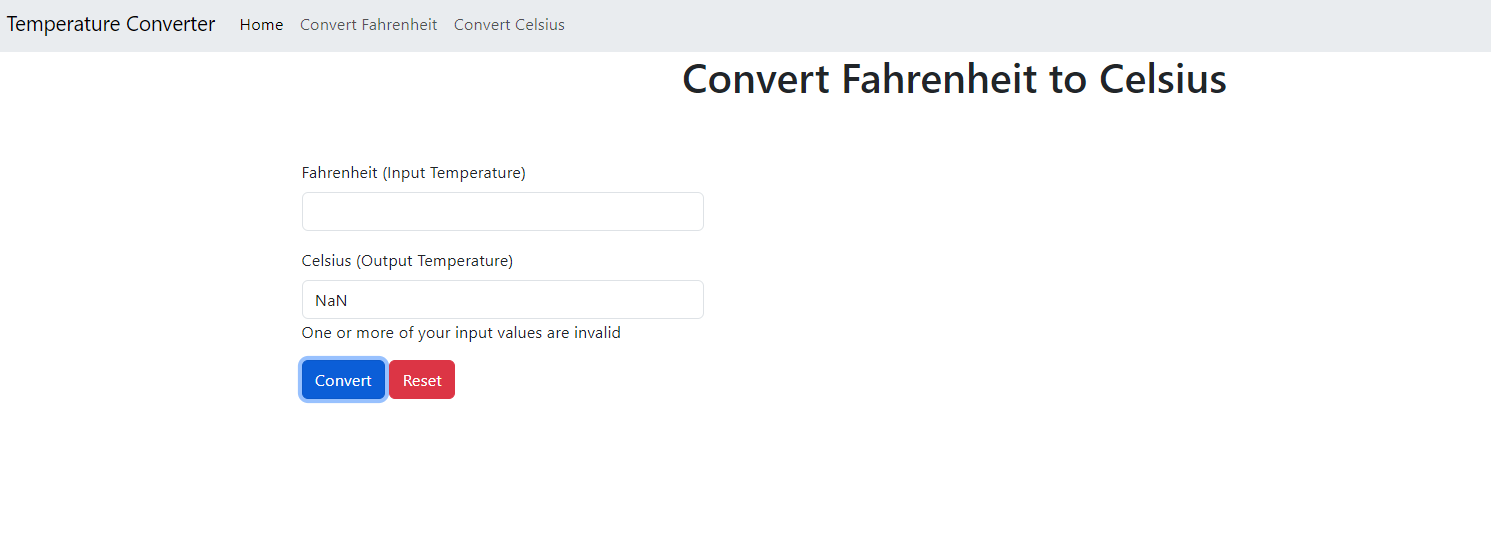 Temperature Converter Home Convert Fahrenheit Convert Celsius
Convert Fahrenheit to Celsius
Fahrenheit (Input Temperature)
Celsius (Output Temperature)
NaN
One or more of your input values are invalid
Convert Reset